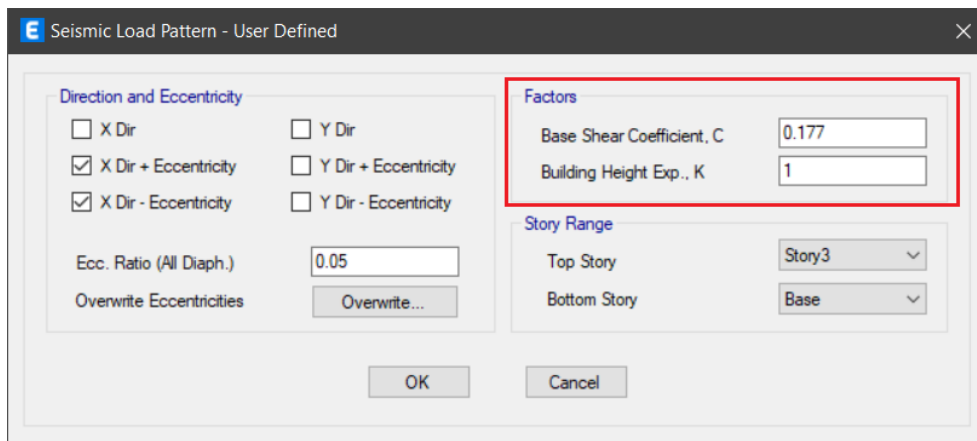 E Seismic Load Pattern - User Defined
Direction and Eccentricity
X Dir
Y Dir
X Dir + Eccentricity
Y Dir + Eccentricity
X Dir - Eccentricity
Y Dir - Eccentricity
Ecc. Ratio (All Diaph.)
0.05
Overwrite Eccentricities
Overwrite...
Factors
Base Shear Coefficient, C
0.177
Building Height Exp., K
1
Story Range
Top Story
Story3
Bottom Story
Base
OK
Cancel